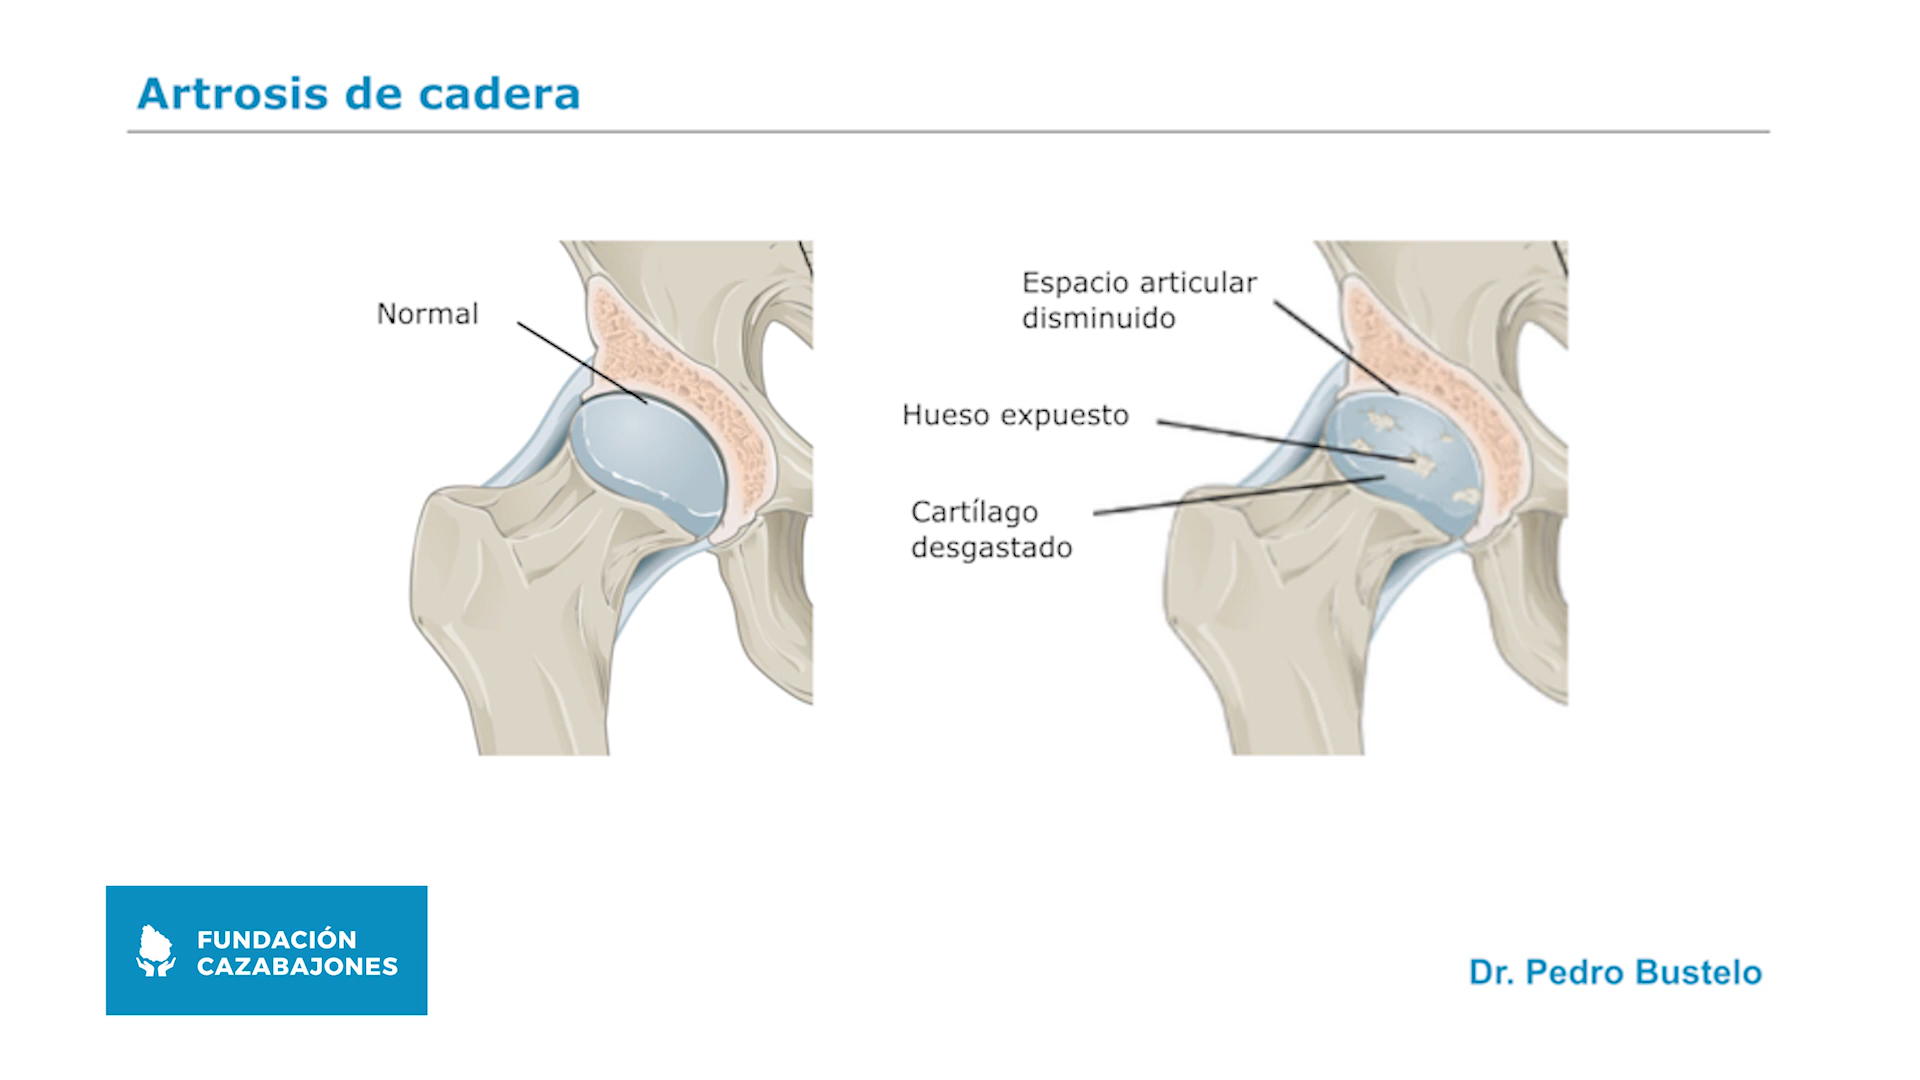 Artrosis de cadera
Normal
Espacio articular
disminuido
Hueso expuesto
Cartílago
desgastado
FUNDACIÓN
CAZABAJONES
Dr. Pedro Bustelo